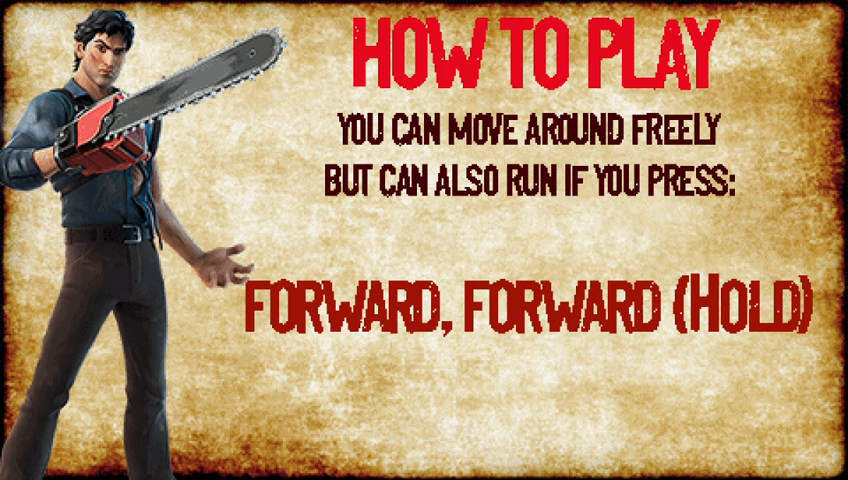 HOW TO PLAY
YOU CAN MOVE AROUND FREELY
BUT CAN ALSO RUN IF YOU PRESS:
FORWARD, FORWARD (HOLD)